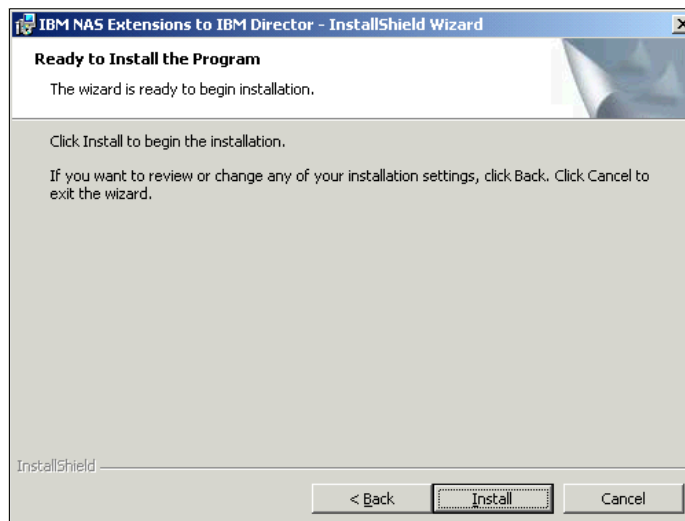 IBM NAS Extensions to IBM Director - InstallShield Wizard
Ready to Install the Program
The wizard is ready to begin installation.
Click Install to begin the installation.
If you want to review or change any of your installation settings, click Back. Click Cancel to
exit the wizard.
InstallShield
< Back Install Cancel